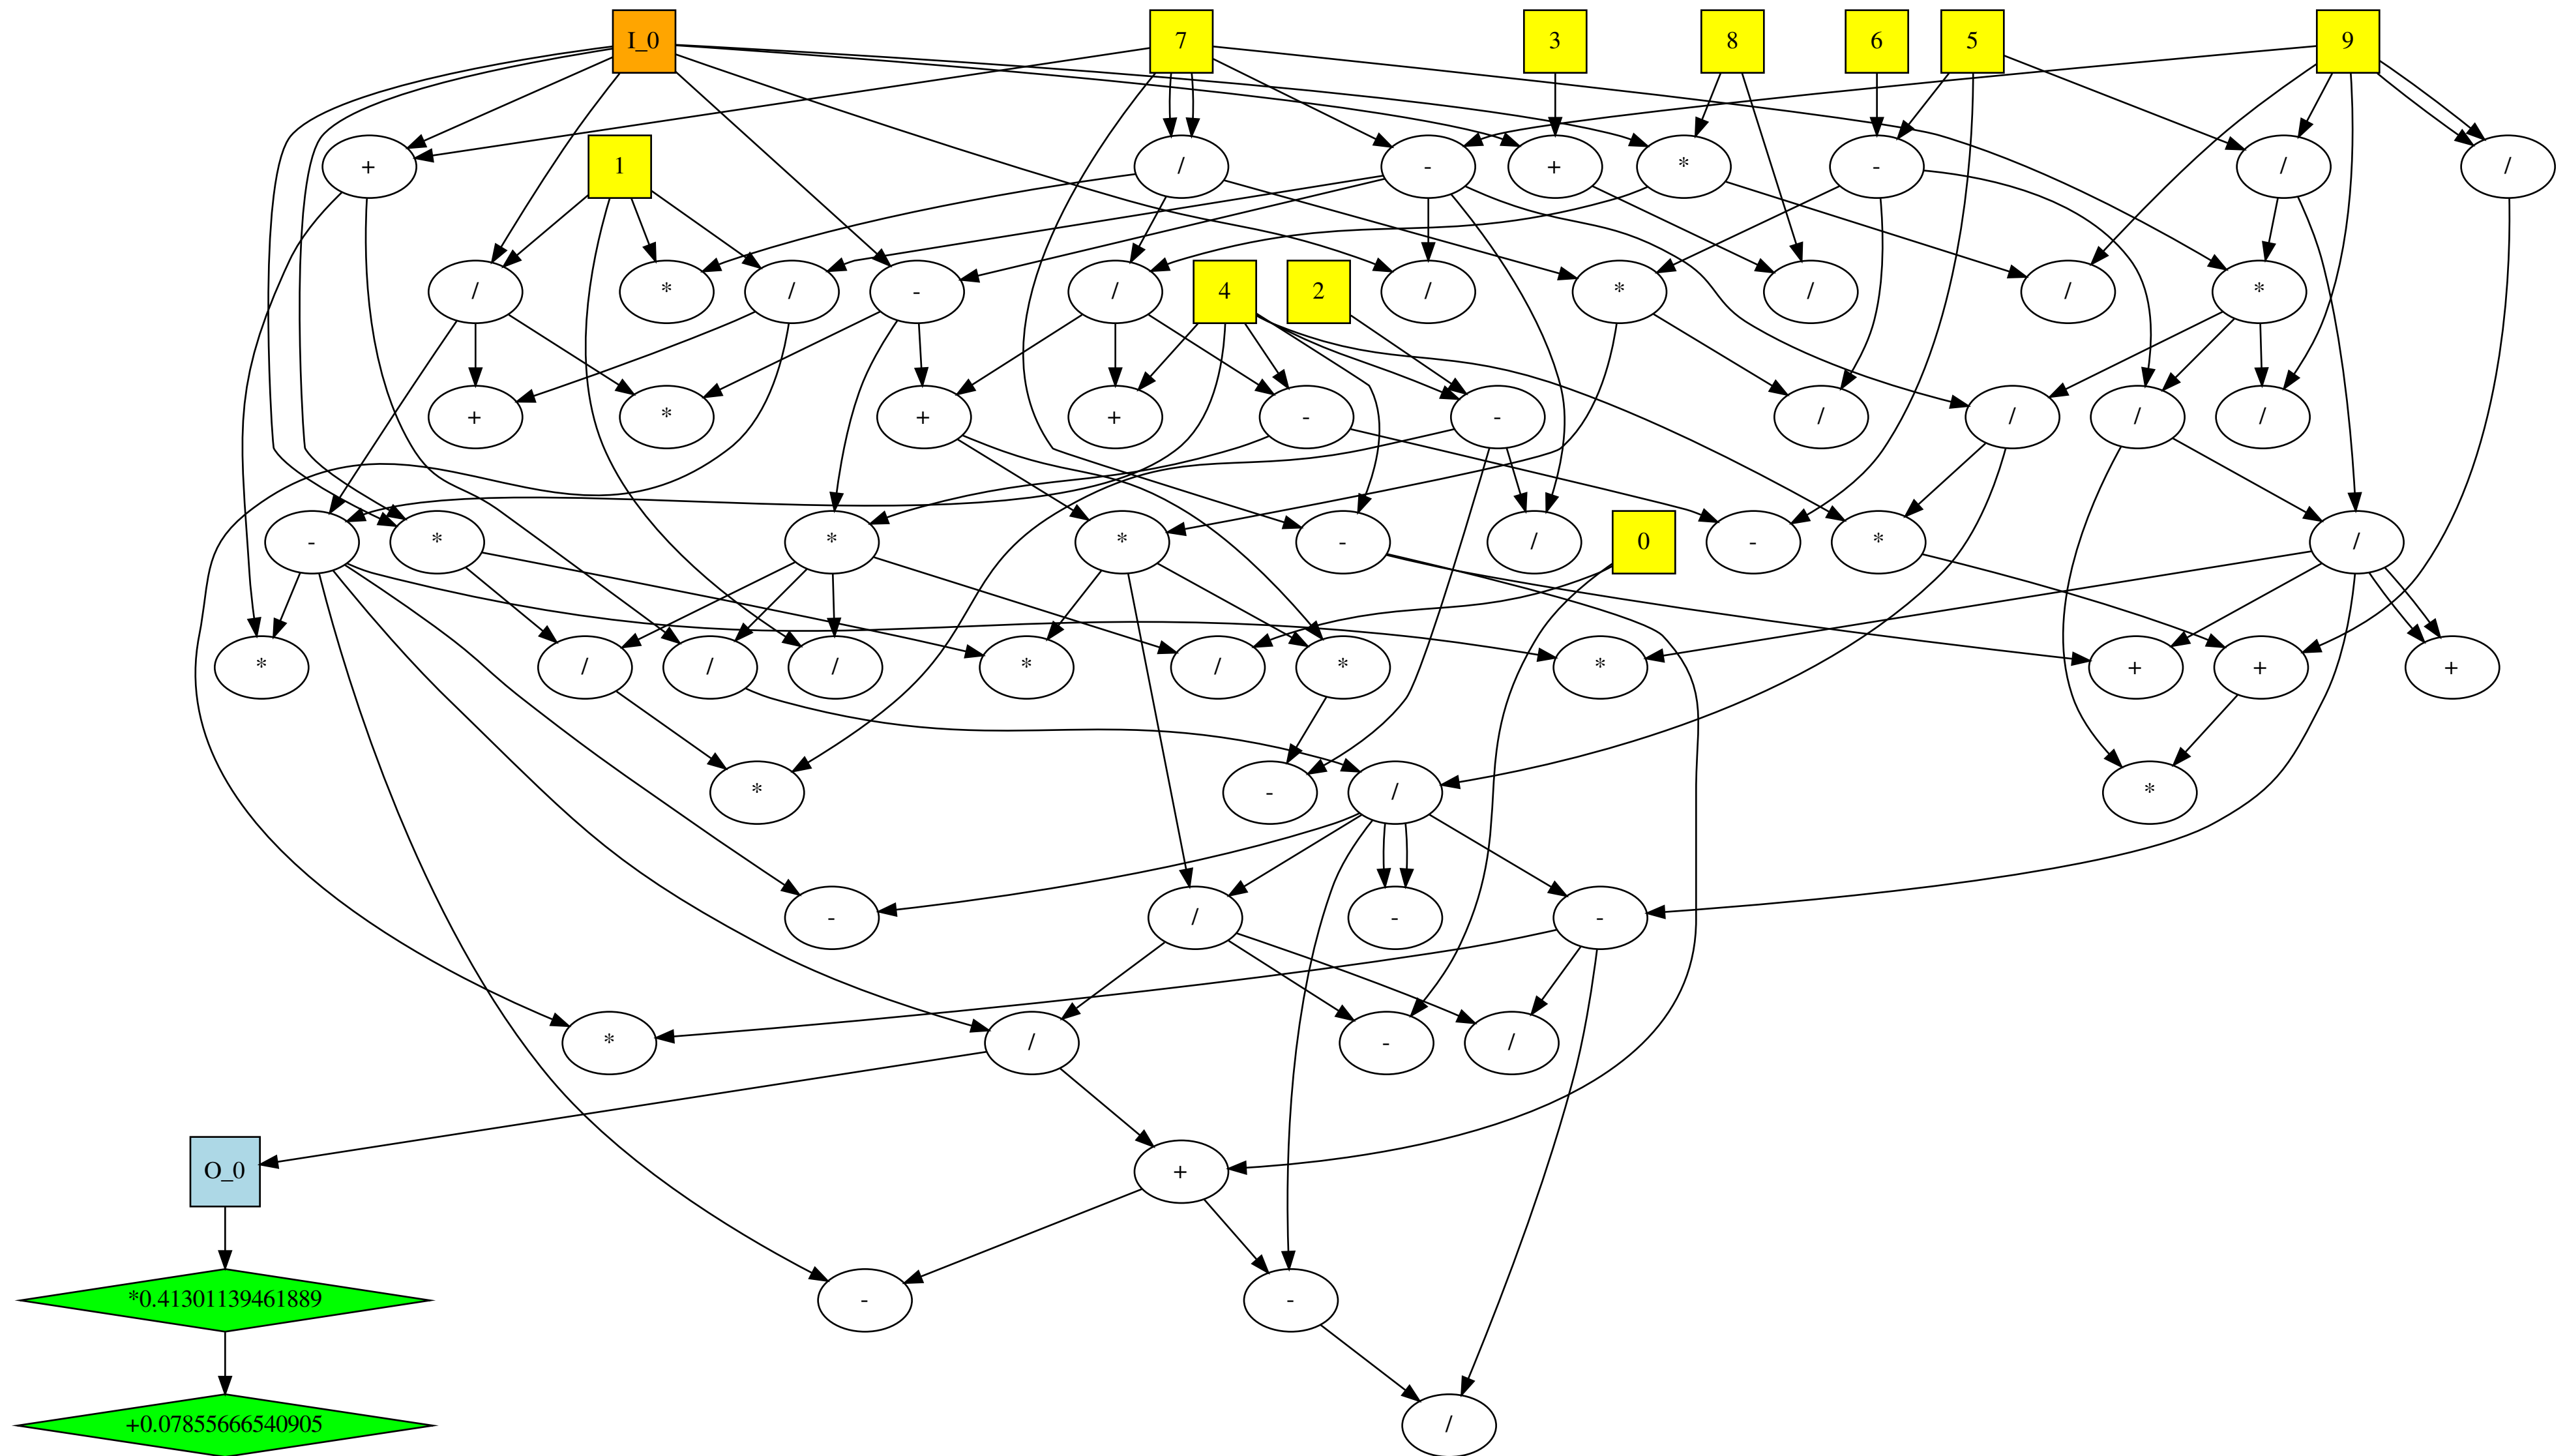 I_0 7 3 8 6 5 9
+ 1 / - + * - / /
/ * / - / 4 2 / * / / *
+ * + + - - / / / /
- * * * - / 0 - * /
* / / / * / * * + + +
* - / *
- / - -
* / - /
O_0 +
*0.41301139461889 - -
+0.07855666540905 /